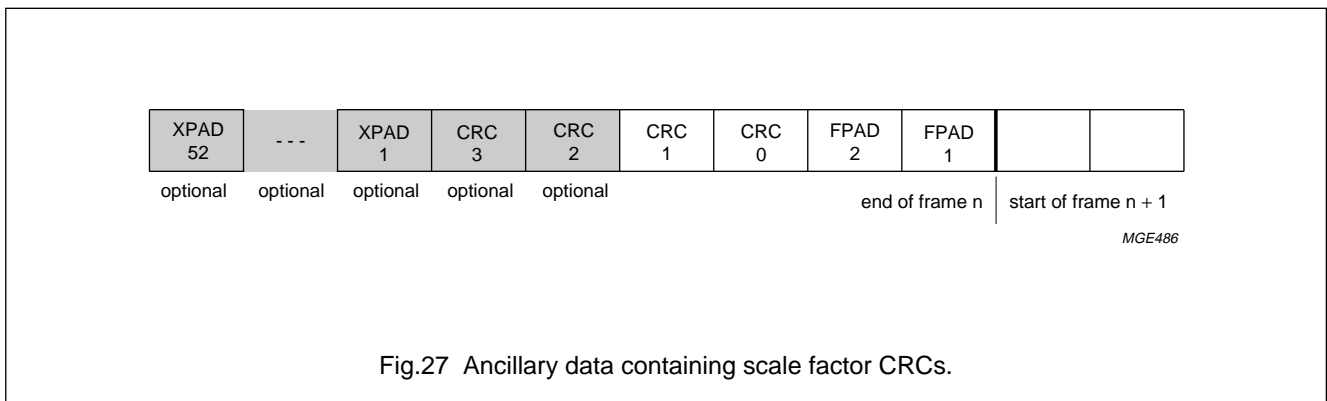 XPAD 52
- - -
XPAD 1
CRC 3
CRC 2
CRC 1
CRC 0
FPAD 2
FPAD 1
optional optional optional optional optional
end of frame n start of frame n + 1
MGE486
Fig.27 Ancillary data containing scale factor CRCs.